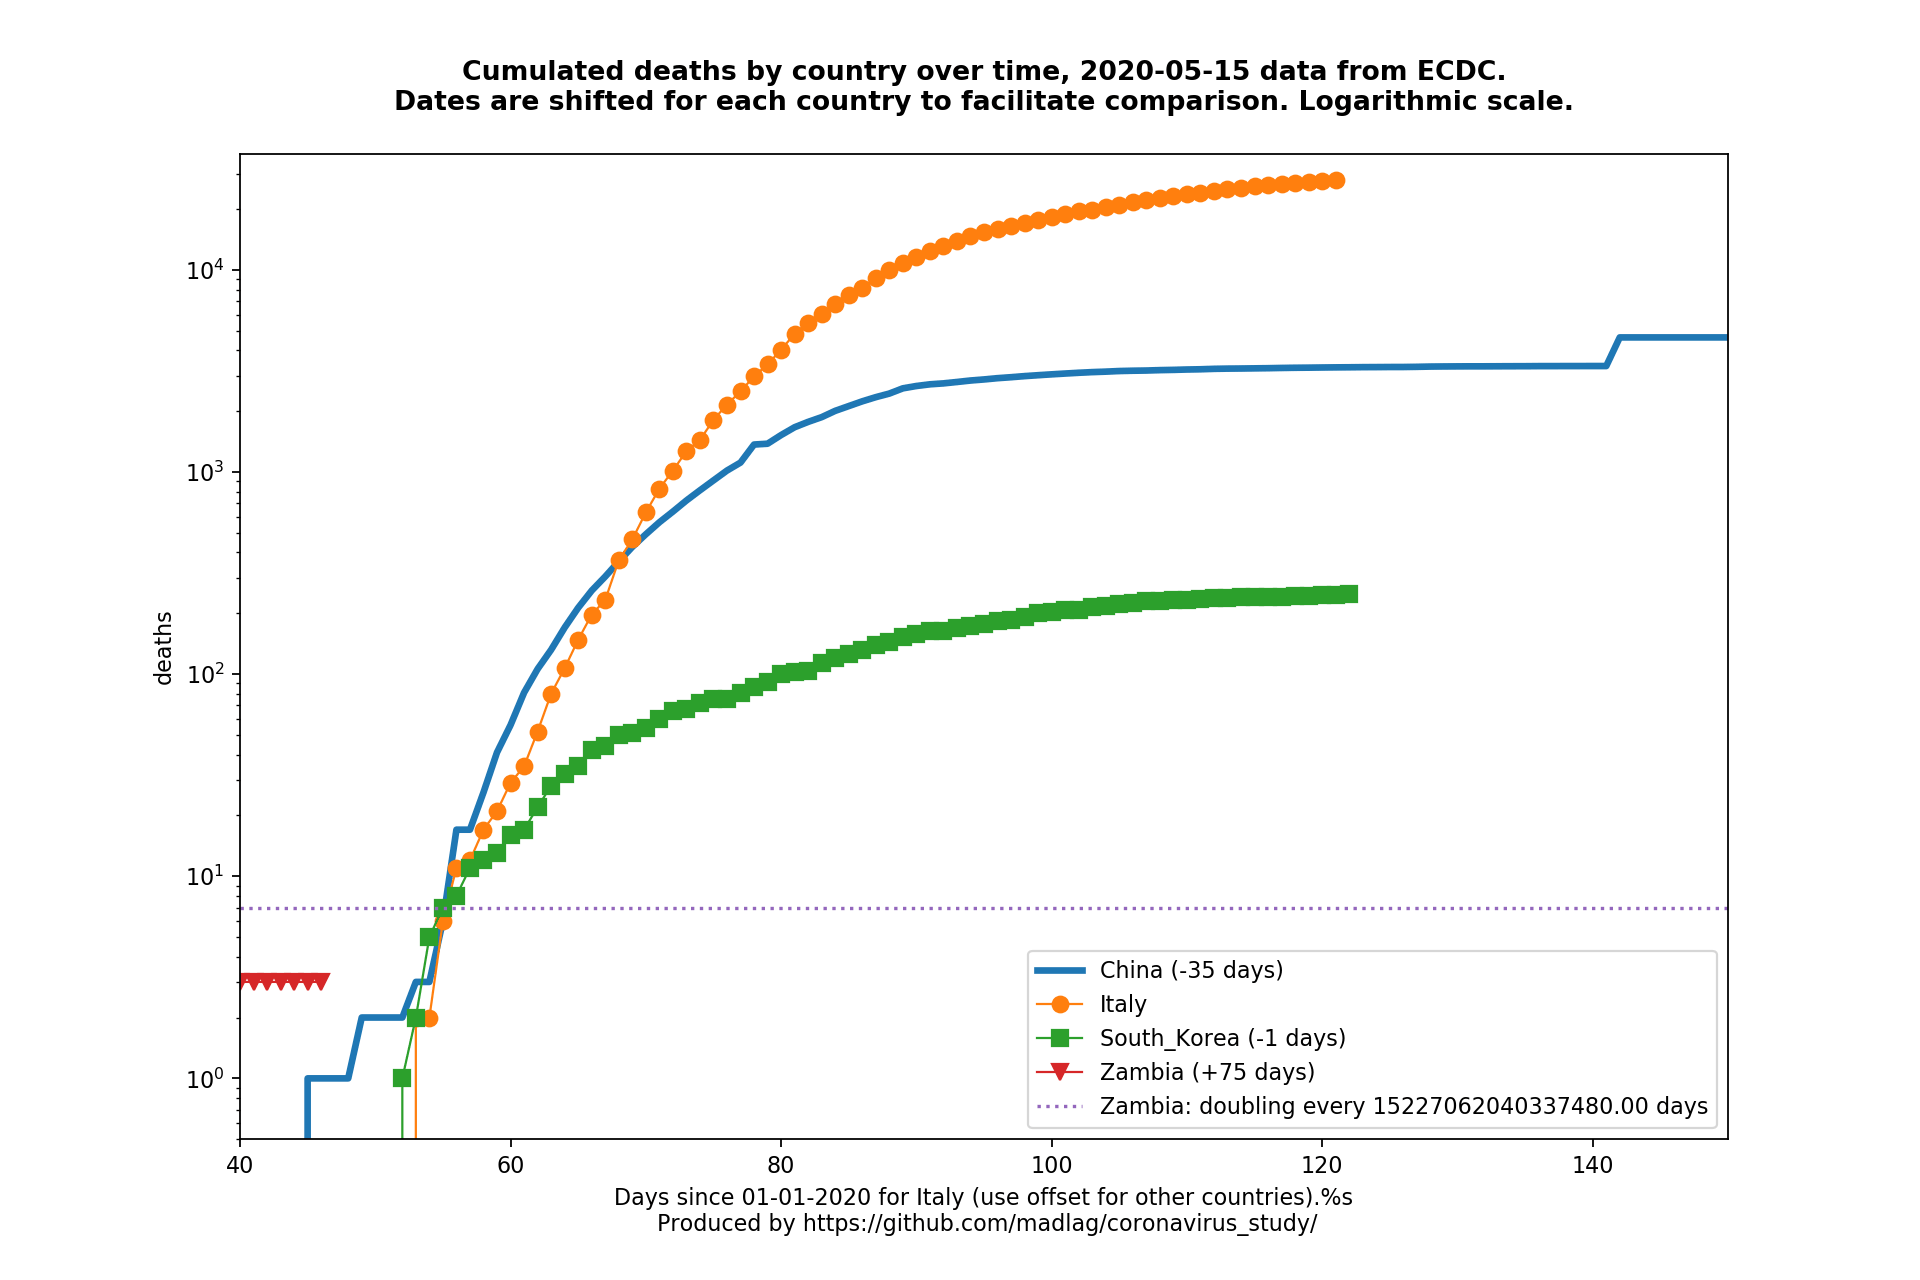 Cumulated deaths by country over time, 2020-05-15 data from ECDC.
Dates are shifted for each country to facilitate comparison. Logarithmic scale.
10^4
10^3
10^2
10^1
10^0
deaths
China (-35 days)
Italy
South_Korea (-1 days)
Zambia (+75 days)
Zambia: doubling every 15227062040337480.00 days
40 60 80 100 120 140
Days since 01-01-2020 for Italy (use offset for other countries).%s
Produced by https://github.com/madlag/coronavirus_study/